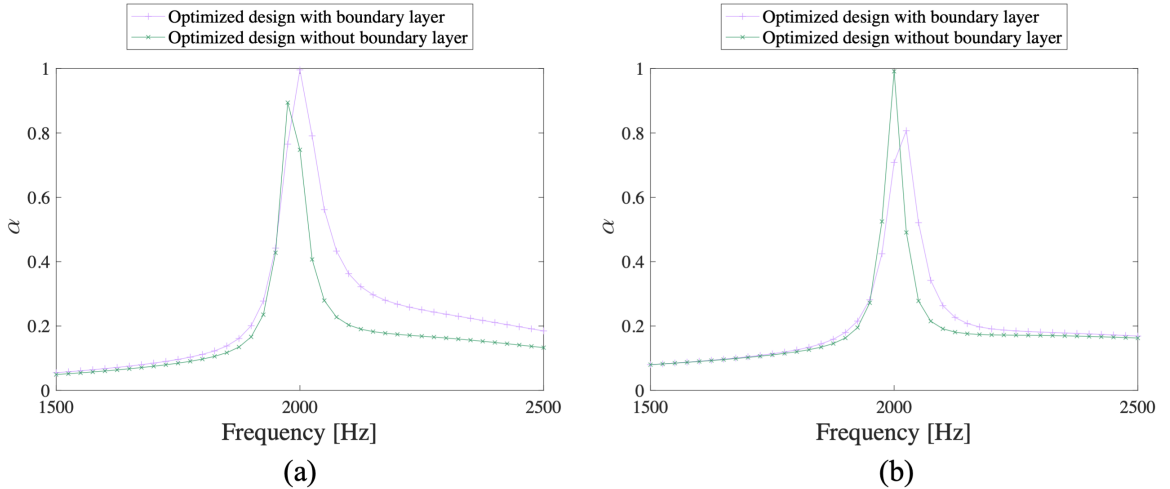 Optimized design with boundary layer
Optimized design without boundary layer
1
0.8
0.6
0.4
0.2
0
α
1500
2000
2500
Frequency [Hz]
(a)
Optimized design with boundary layer
Optimized design without boundary layer
1
0.8
0.6
0.4
0.2
0
α
1500
2000
2500
Frequency [Hz]
(b)